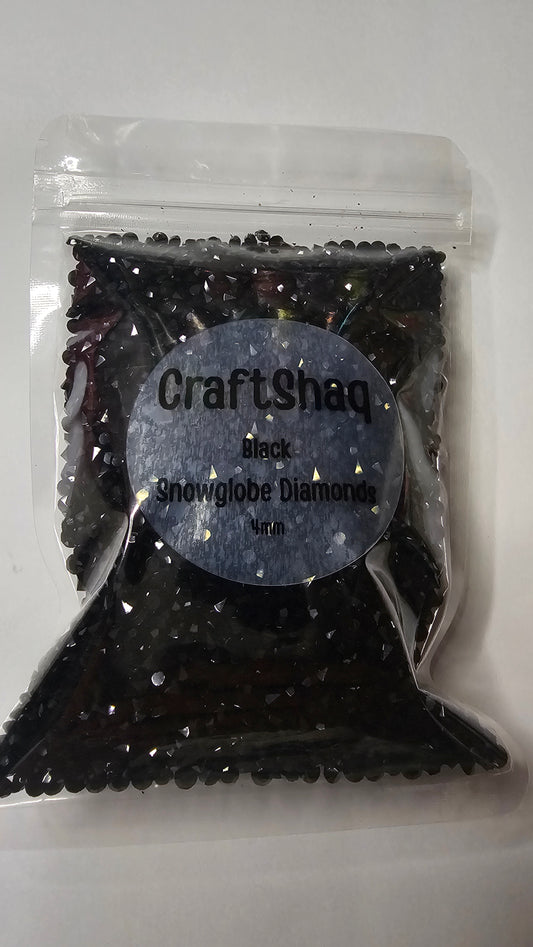 CraftShaq
Black
Snowglobe Diamonds
4mm